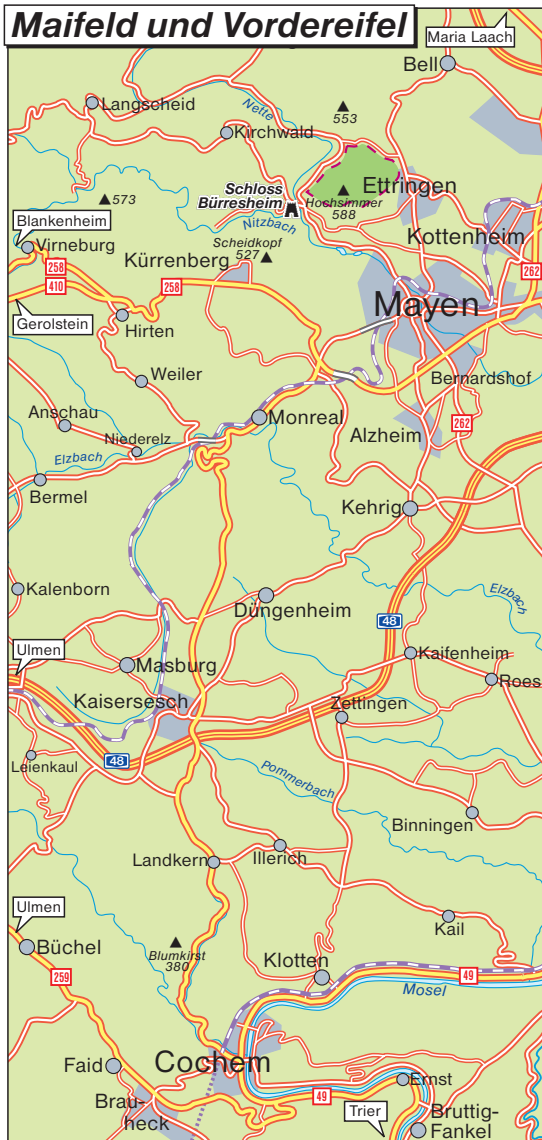 Maifeld und Vordereifel
Maria Laach
Bell
Langscheid
Nette
553
Kirchwald
Schloss
Bürresheim
Ettringen
Hochsimmer
588
573
Nitzbach
Kottenheim
Blankenheim
Virneburg
Scheidkopf
527
Kürrenberg
258
258
410
262
Mayen
Gerolstein
Hirten
Weiler
Bernardshof
Anschau
Monreal
262
Niederelz
Alzheim
Elzbach
Bermel
Kehrig
Kalenborn
Düngenheim
Elzbach
48
Ulmen
Masburg
Kaifenheim
Roes
Kaisersesch
Zettingen
Leienkaul
48
Pommerbach
Binningen
Landkern
Illerich
Ulmen
Kail
Büchel
Blumkirst
380
Klotten
259
49
Mosel
Cochem
Faid
Ernst
Brau-
heck
49
Trier
Bruttig-
Fankel